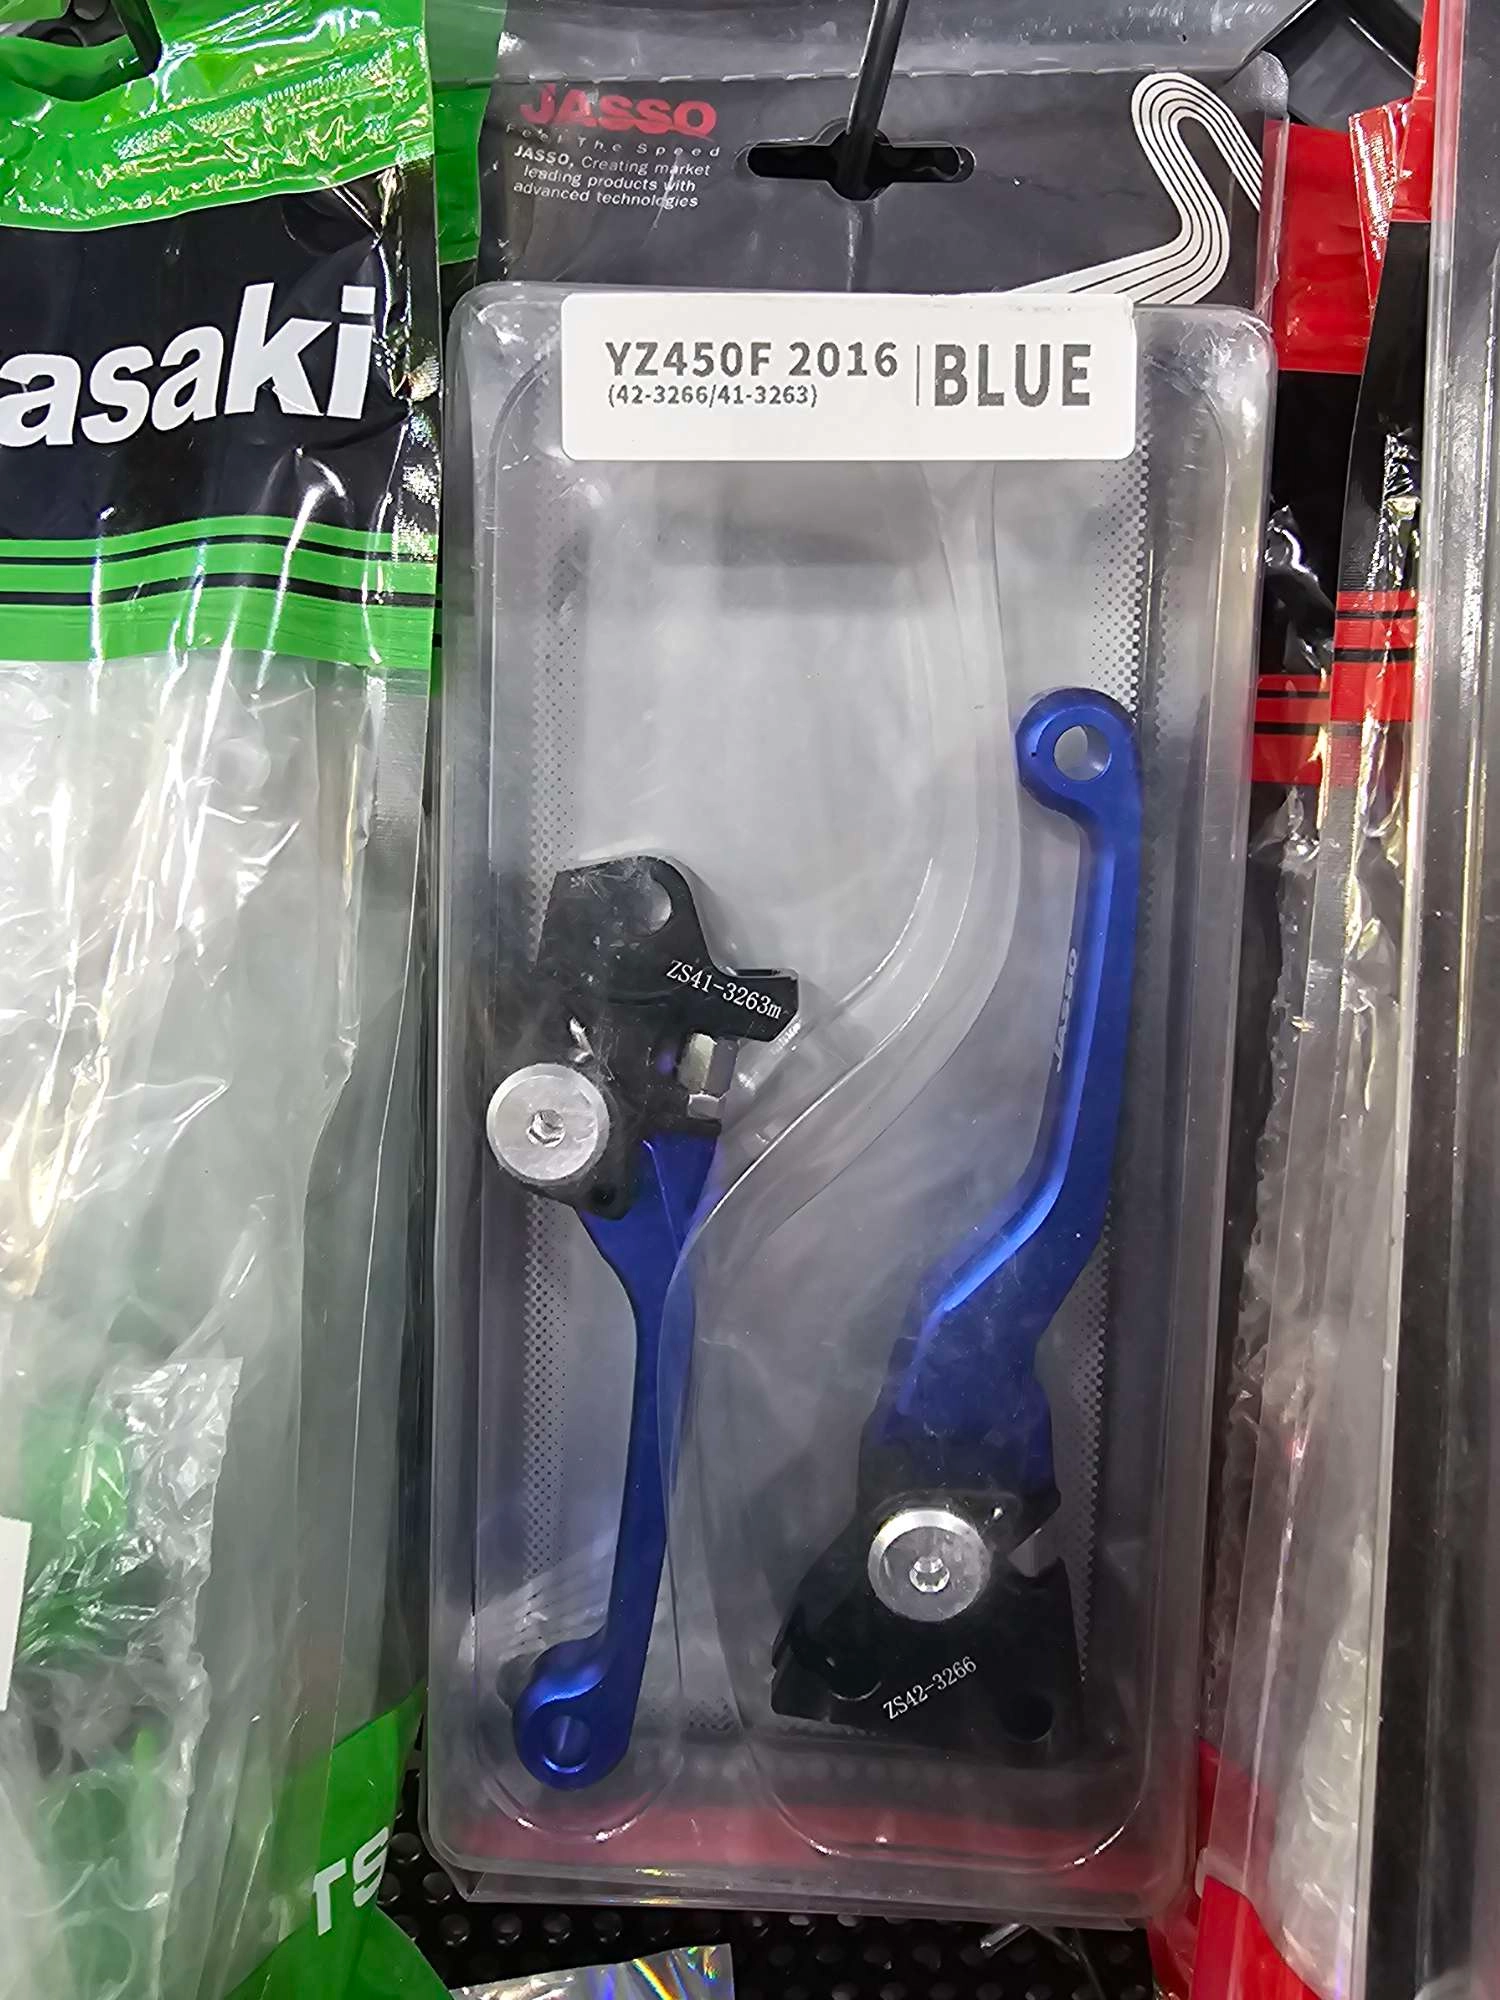 JASSO
Feel The Speed
JASSO, Creating market
leading products with
advanced technologies
YZ450F 2016 | BLUE
(42-3266/41-3263)
asaki
JASSO
ZS41-3263m
ZS42-3266
TS